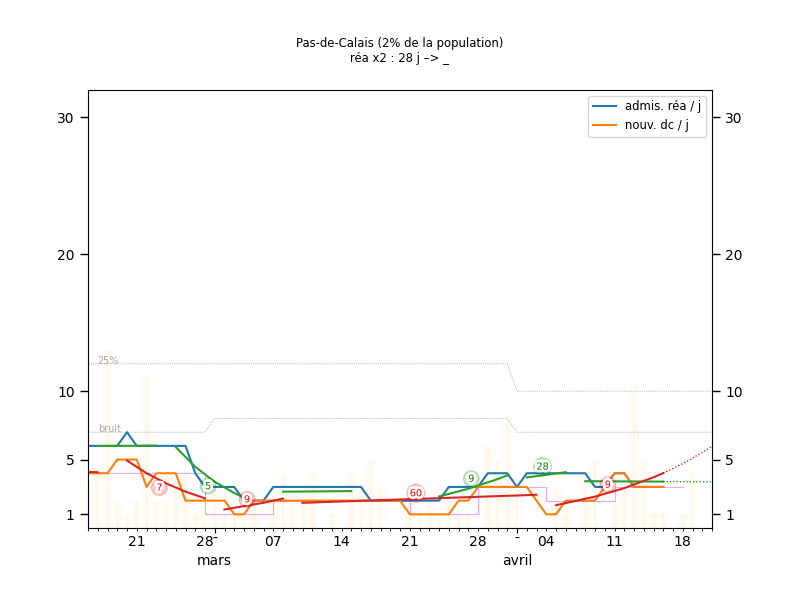 Pas-de-Calais (2% de la population)
réa x2 : 28 j –> _
admis. réa / j
nouv. dc / j
30 30
20 20
25%
10 10
bruit
5 5
7 5 9 60 9 28 9
1 1
21 28 07 14 21 28 04 11 18
mars avril